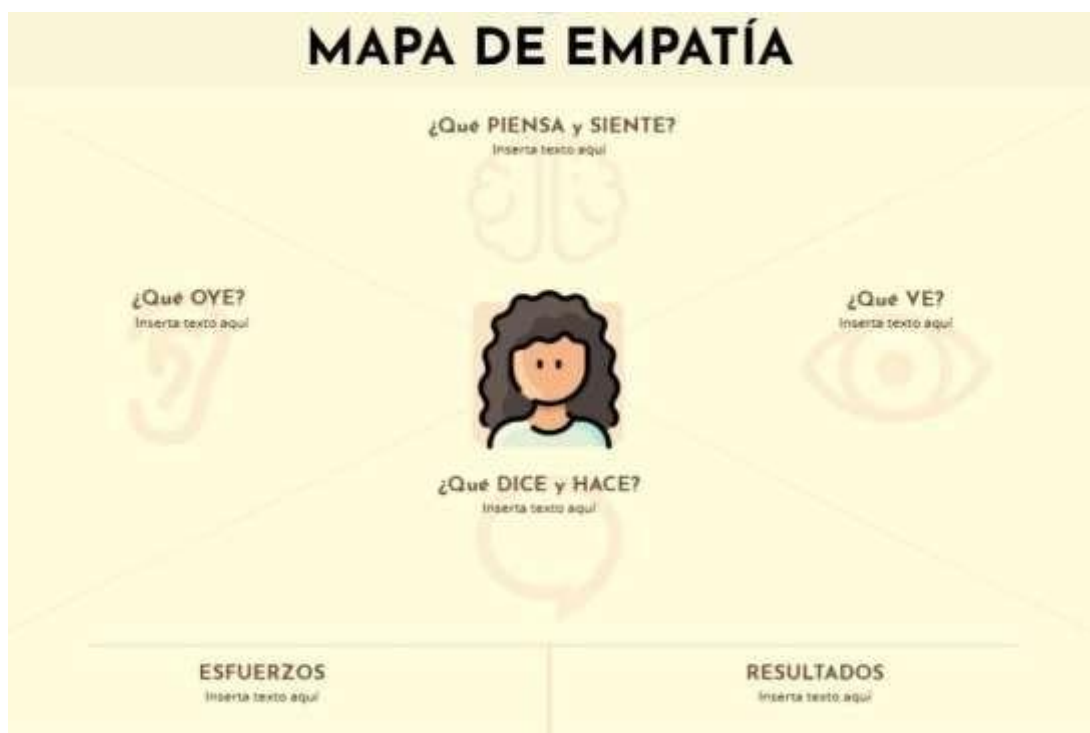 MAPA DE EMPATÍA
¿Qué PIENSA y SIENTE?
Inserta texto aquí
¿Qué OYE?
Inserta texto aquí
¿Qué VE?
Inserta texto aquí
¿Qué DICE y HACE?
Inserta texto aquí
ESFUERZOS
Inserta texto aquí
RESULTADOS
Inserta texto aquí